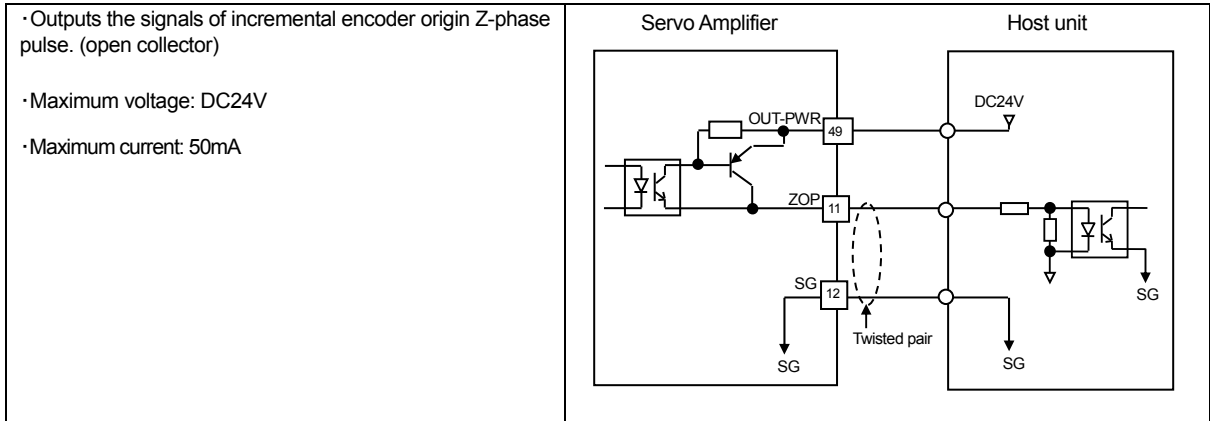 ·Outputs the signals of incremental encoder origin Z-phase
pulse. (open collector)
·Maximum voltage: DC24V
·Maximum current: 50mA
Servo Amplifier
Host unit
DC24V
OUT-PWR
49
ZOP
11
SG
12
SG
Twisted pair
SG
SG